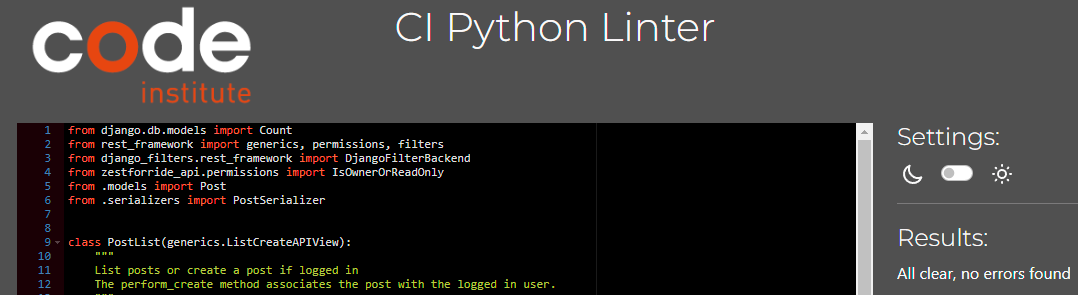 code
institute
CI Python Linter
1 from django.db.models import Count
2 from rest_framework import generics, permissions, filters
3 from django_filters.rest_framework import DjangoFilterBackend
4 from zestforride_api.permissions import IsOwnerOrReadOnly
5 from .models import Post
6 from .serializers import PostSerializer
7
8
9 class PostList(generics.ListCreateAPIView):
10 """
11 List posts or create a post if logged in
12 The perform_create method associates the post with the logged in user.
13 """
Settings:
Results:
All clear, no errors found